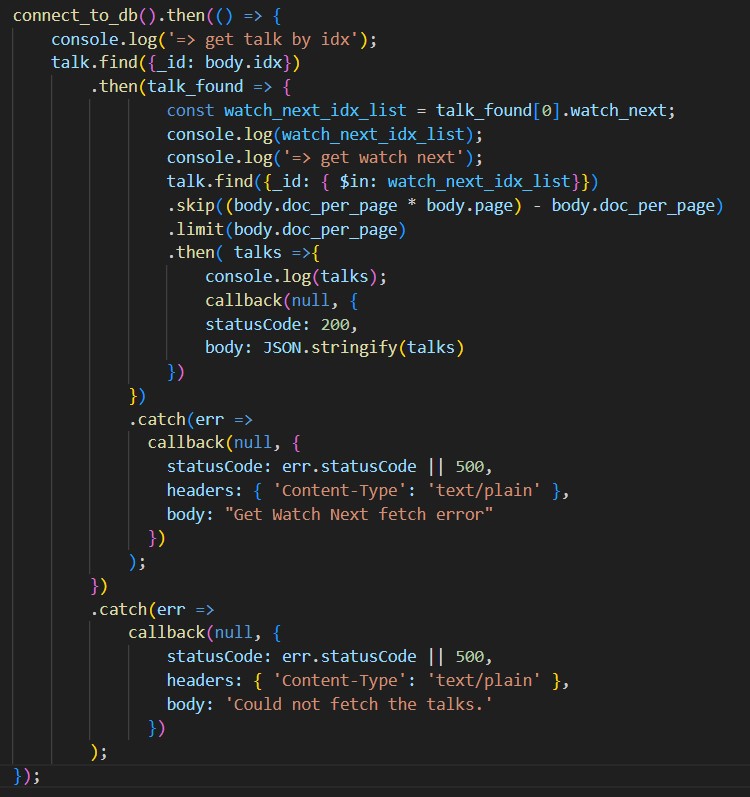 connect_to_db().then(() => {
    console.log('=> get talk by idx');
    talk.find({_id: body.idx})
        .then(talk_found => {
                const watch_next_idx_list = talk_found[0].watch_next;
                console.log(watch_next_idx_list);
                console.log('=> get watch next');
                talk.find({_id: { $in: watch_next_idx_list}})
                .skip((body.doc_per_page * body.page) - body.doc_per_page)
                .limit(body.doc_per_page)
                .then( talks =>{
                    console.log(talks);
                    callback(null, {
                    statusCode: 200,
                    body: JSON.stringify(talks)
                })
            })
            .catch(err =>
              callback(null, {
                statusCode: err.statusCode || 500,
                headers: { 'Content-Type': 'text/plain' },
                body: "Get Watch Next fetch error"
              })
            );
        })
        .catch(err =>
            callback(null, {
                statusCode: err.statusCode || 500,
                headers: { 'Content-Type': 'text/plain' },
                body: 'Could not fetch the talks.'
              })
        );
});